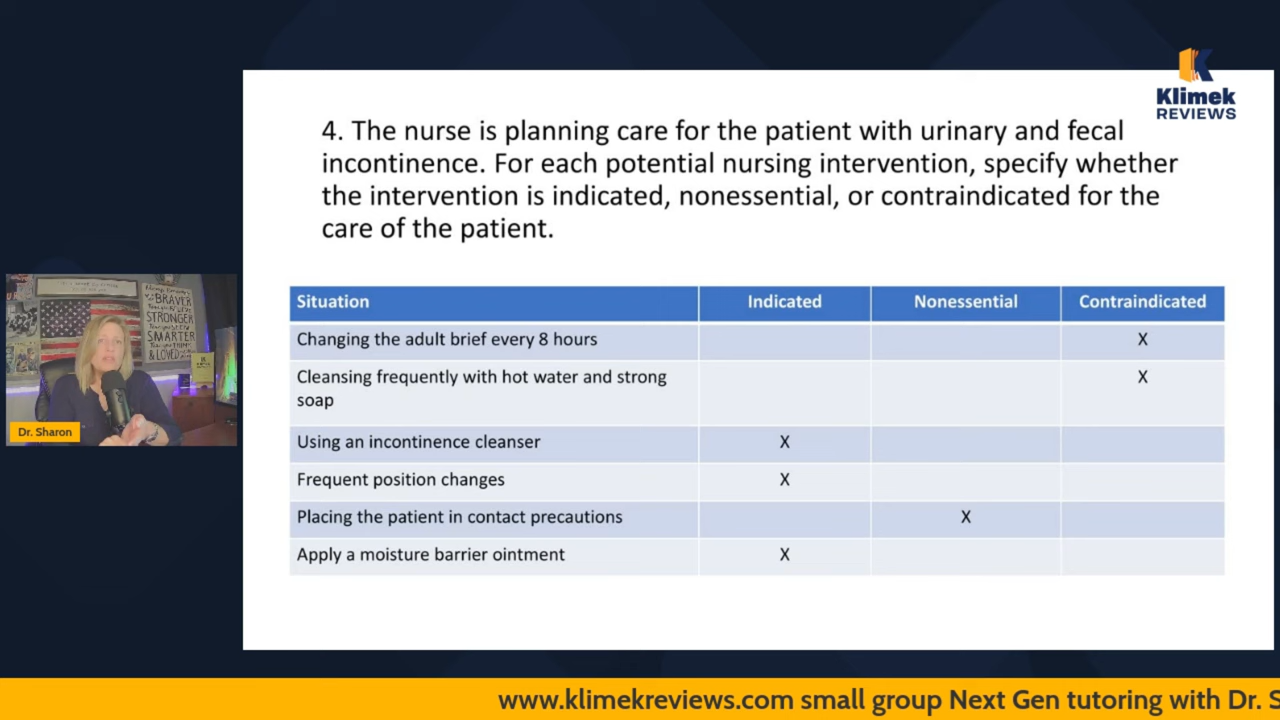 Klimek
REVIEWS
4. The nurse is planning care for the patient with urinary and fecal
incontinence. For each potential nursing intervention, specify whether
the intervention is indicated, nonessential, or contraindicated for the
care of the patient.
Situation Indicated Nonessential Contraindicated
Changing the adult brief every 8 hours X
Cleansing frequently with hot water and strong
soap X
Using an incontinence cleanser X
Frequent position changes X
Placing the patient in contact precautions X
Apply a moisture barrier ointment X
BRAVER
STRONGER
SMARTER
& LOVED
Dr. Sharon
www.klimekreviews.com small group Next Gen tutoring with Dr. S